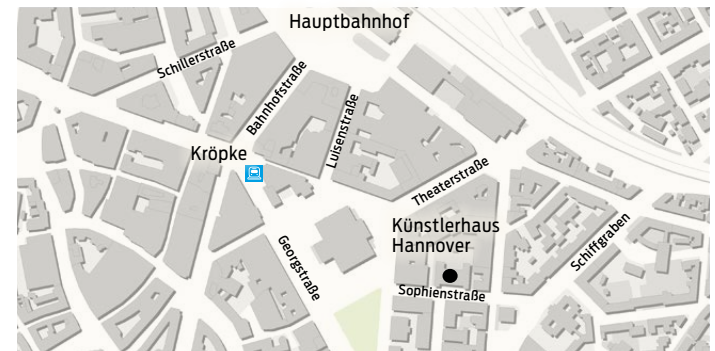 Hauptbahnhof
Schillerstraße
Bahnhofstraße
Luisenstraße
Kröpke
Theaterstraße
Künstlerhaus
Hannover
Schiffgraben
Georgstraße
Sophienstraße